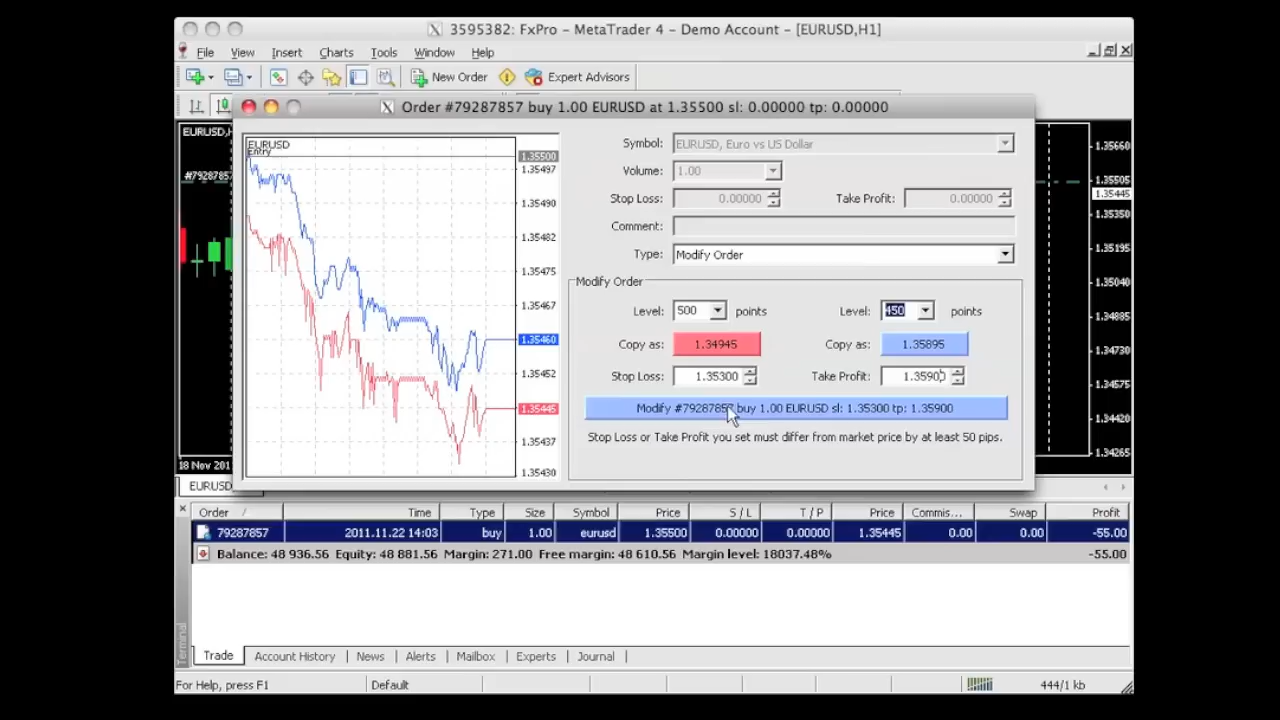 3595382: FxPro - MetaTrader 4 - Demo Account - [EURUSD,H1]
File View Insert Charts Tools Window Help
New Order Expert Advisors
Order #79287857 buy 1.00 EURUSD at 1.35500 sl: 0.00000 tp: 0.00000
EURUSD,H
#7928785
18 Nov 201
EURUSD
EURUSD
Entry
1.35500
1.35497
1.35490
1.35482
1.35475
1.35467
1.35460
1.35452
1.35445
1.35437
1.35430
Symbol: EURUSD, Euro vs US Dollar
Volume: 1.00
Stop Loss: 0.00000 Take Profit: 0.00000
Comment:
Type: Modify Order
Modify Order
Level: 500 points Level: 450 points
Copy as: 1.34945 Copy as: 1.35895
Stop Loss: 1.35300 Take Profit: 1.35900
Modify #79287857 buy 1.00 EURUSD sl: 1.35300 tp: 1.35900
Stop Loss or Take Profit you set must differ from market price by at least 50 pips.
1.35660
1.35505
1.35445
1.35350
1.35195
1.35040
1.34885
1.34730
1.34575
1.34420
1.34265
Order Time Type Size Symbol Price S / L T / P Price Commis... Swap Profit
79287857 2011.11.22 14:03 buy 1.00 eurusd 1.35500 0.00000 0.00000 1.35445 0.00 0.00 -55.00
Balance: 48 936.56 Equity: 48 881.56 Margin: 271.00 Free margin: 48 610.56 Margin level: 18037.48% -55.00
Terminal
Trade Account History News Alerts Mailbox Experts Journal
For Help, press F1 Default 444/1 kb